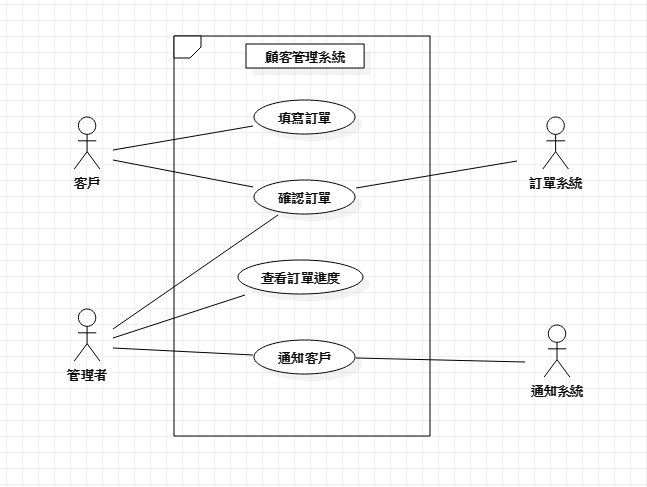 顧客管理系統
填寫訂單
客戶
訂單系統
確認訂單
查看訂單進度
通知客戶
管理者
通知系統